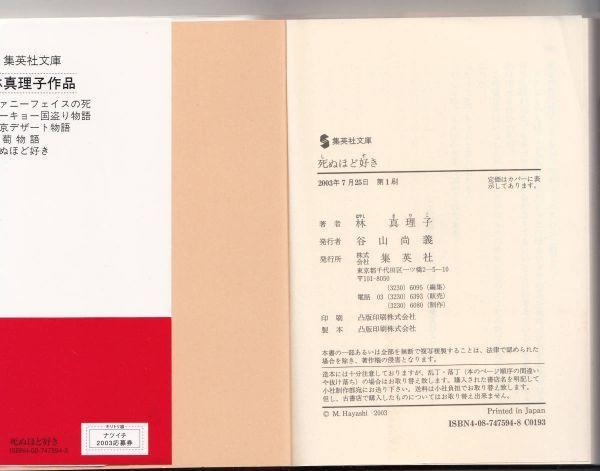 集英社文庫
林真理子作品
ァニーフェイスの死
ーキョー国盗り物語
京デザート物語
萄物語
ぬほど好き
死ぬほど好き
ISBN4-08-747594-8
キリトリ線
ナツイチ
2003応募券
集英社文庫
死ぬほど好き
2003年7月25日 第1刷
定価はカバーに表
示してあります。
著者 林 真理子
発行者 谷山尚義
発行所 株式会社 集英社
東京都千代田区一ツ橋2-5-10
〒101-8050
(3230) 6095 (編集)
電話 03 (3230) 6393 (販売)
(3230) 6080 (制作)
印刷 凸版印刷株式会社
製本 凸版印刷株式会社
本書の一部あるいは全部を無断で複写複製することは、法律で認められた
場合を除き、著作権の侵害となります。
造本には十分注意しておりますが、乱丁・落丁(本のページ順序の間違い
や抜け落ち)の場合はお取り替え致します。購入された書店名を明記して
小社制作部宛にお送り下さい。送料は小社負担でお取り替え致します。
但し、古書店で購入したものについてはお取り替え出来ません。
© M. Hayashi 2003
Printed in Japan
ISBN4-08-747594-8 C0193